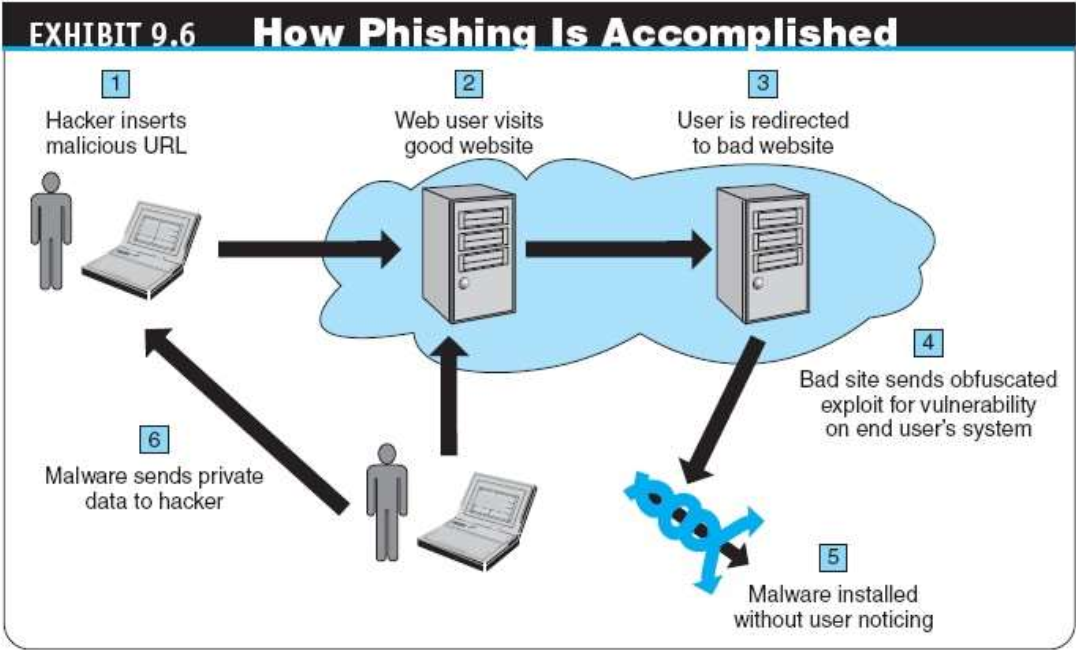 EXHIBIT 9.6 How Phishing Is Accomplished
1
Hacker inserts
malicious URL
2
Web user visits
good website
3
User is redirected
to bad website
4
Bad site sends obfuscated
exploit for vulnerability
on end user's system
5
Malware installed
without user noticing
6
Malware sends private
data to hacker